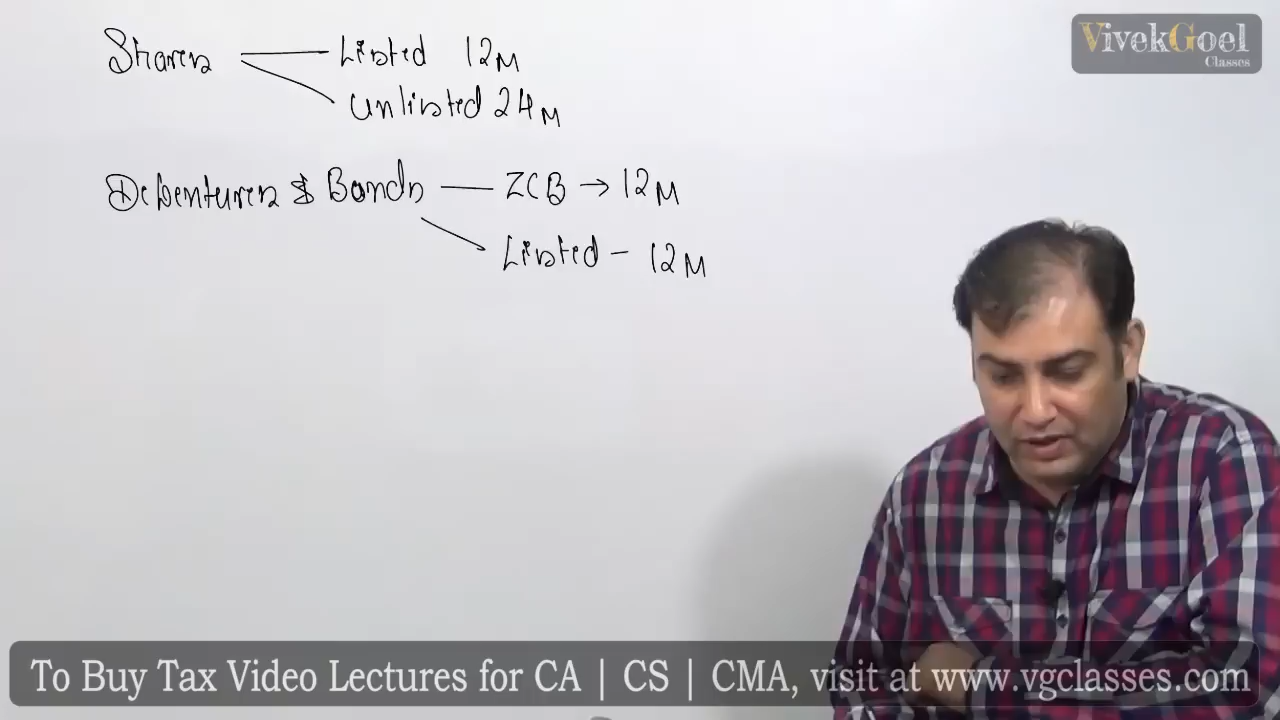 Shares Listed 12M
Unlisted 24M
Debentures & Bonds ZCB → 12M
Listed - 12M
VivekGoel
Classes
To Buy Tax Video Lectures for CA | CS | CMA, visit at www.vgclasses.com